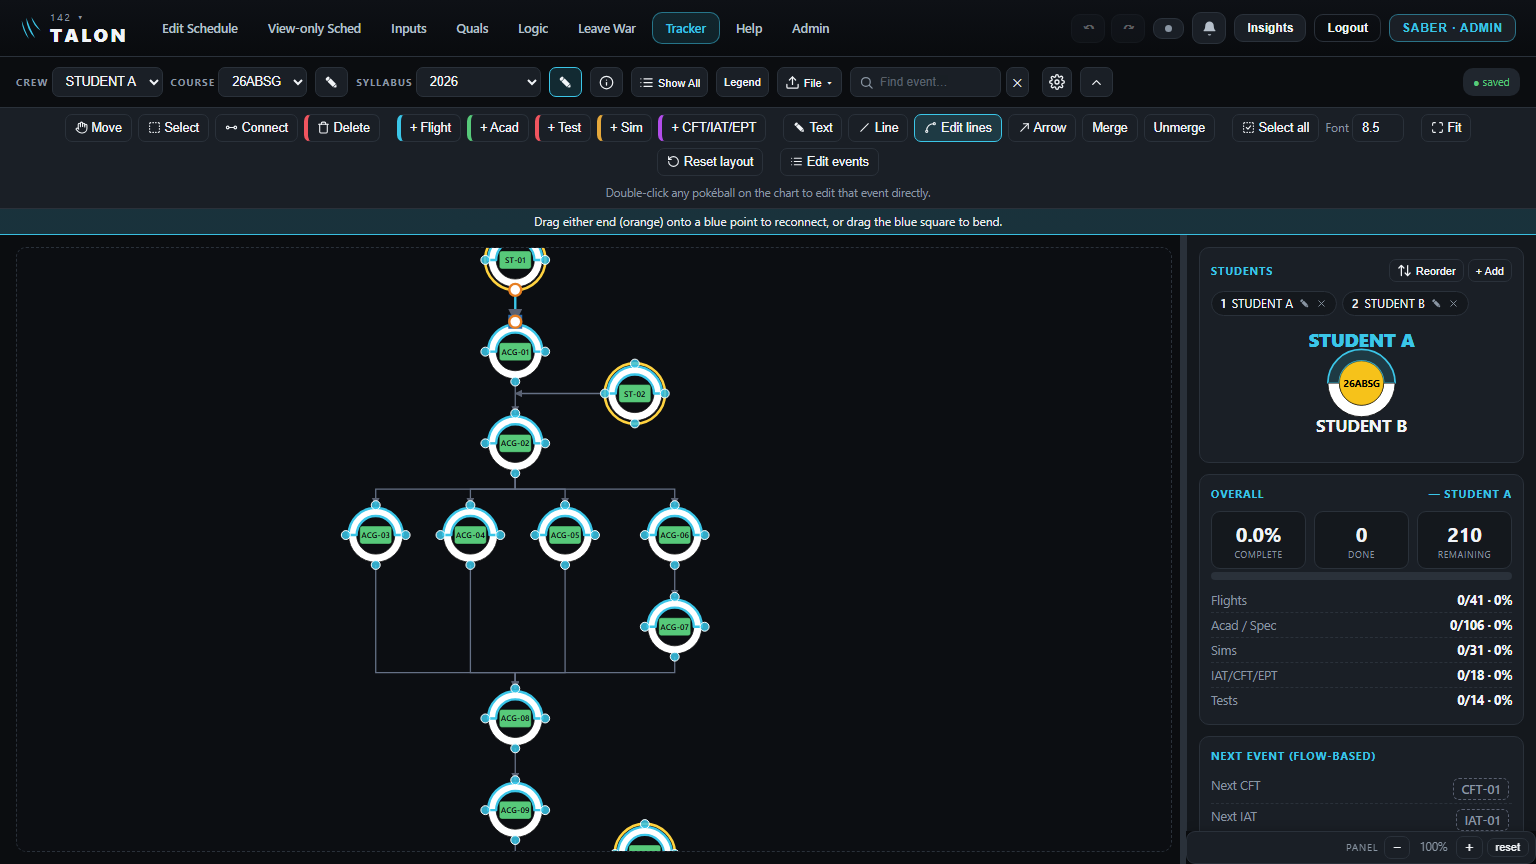 142
TALON
Edit Schedule
View-only Sched
Inputs
Quals
Logic
Leave War
Tracker
Help
Admin
Insights
Logout
SABER · ADMIN
CREW
STUDENT A
COURSE
26ABSG
SYLLABUS
2026
Show All
Legend
File
Find event...
saved
Move
Select
Connect
Delete
+ Flight
+ Acad
+ Test
+ Sim
+ CFT/IAT/EPT
Text
Line
Edit lines
Arrow
Merge
Unmerge
Select all
Font
8.5
Fit
Reset layout
Edit events
Double-click any pokéball on the chart to edit that event directly.
Drag either end (orange) onto a blue point to reconnect, or drag the blue square to bend.
ST-01
ACG-01
ST-02
ACG-02
ACG-03
ACG-04
ACG-05
ACG-06
ACG-07
ACG-08
ACG-09
STUDENTS
Reorder
+ Add
1 STUDENT A
2 STUDENT B
STUDENT A
26ABSG
STUDENT B
OVERALL
— STUDENT A
0.0%
COMPLETE
0
DONE
210
REMAINING
Flights
0/41 · 0%
Acad / Spec
0/106 · 0%
Sims
0/31 · 0%
IAT/CFT/EPT
0/18 · 0%
Tests
0/14 · 0%
NEXT EVENT (FLOW-BASED)
Next CFT
CFT-01
Next IAT
IAT-01
PANEL
−
100%
+
reset